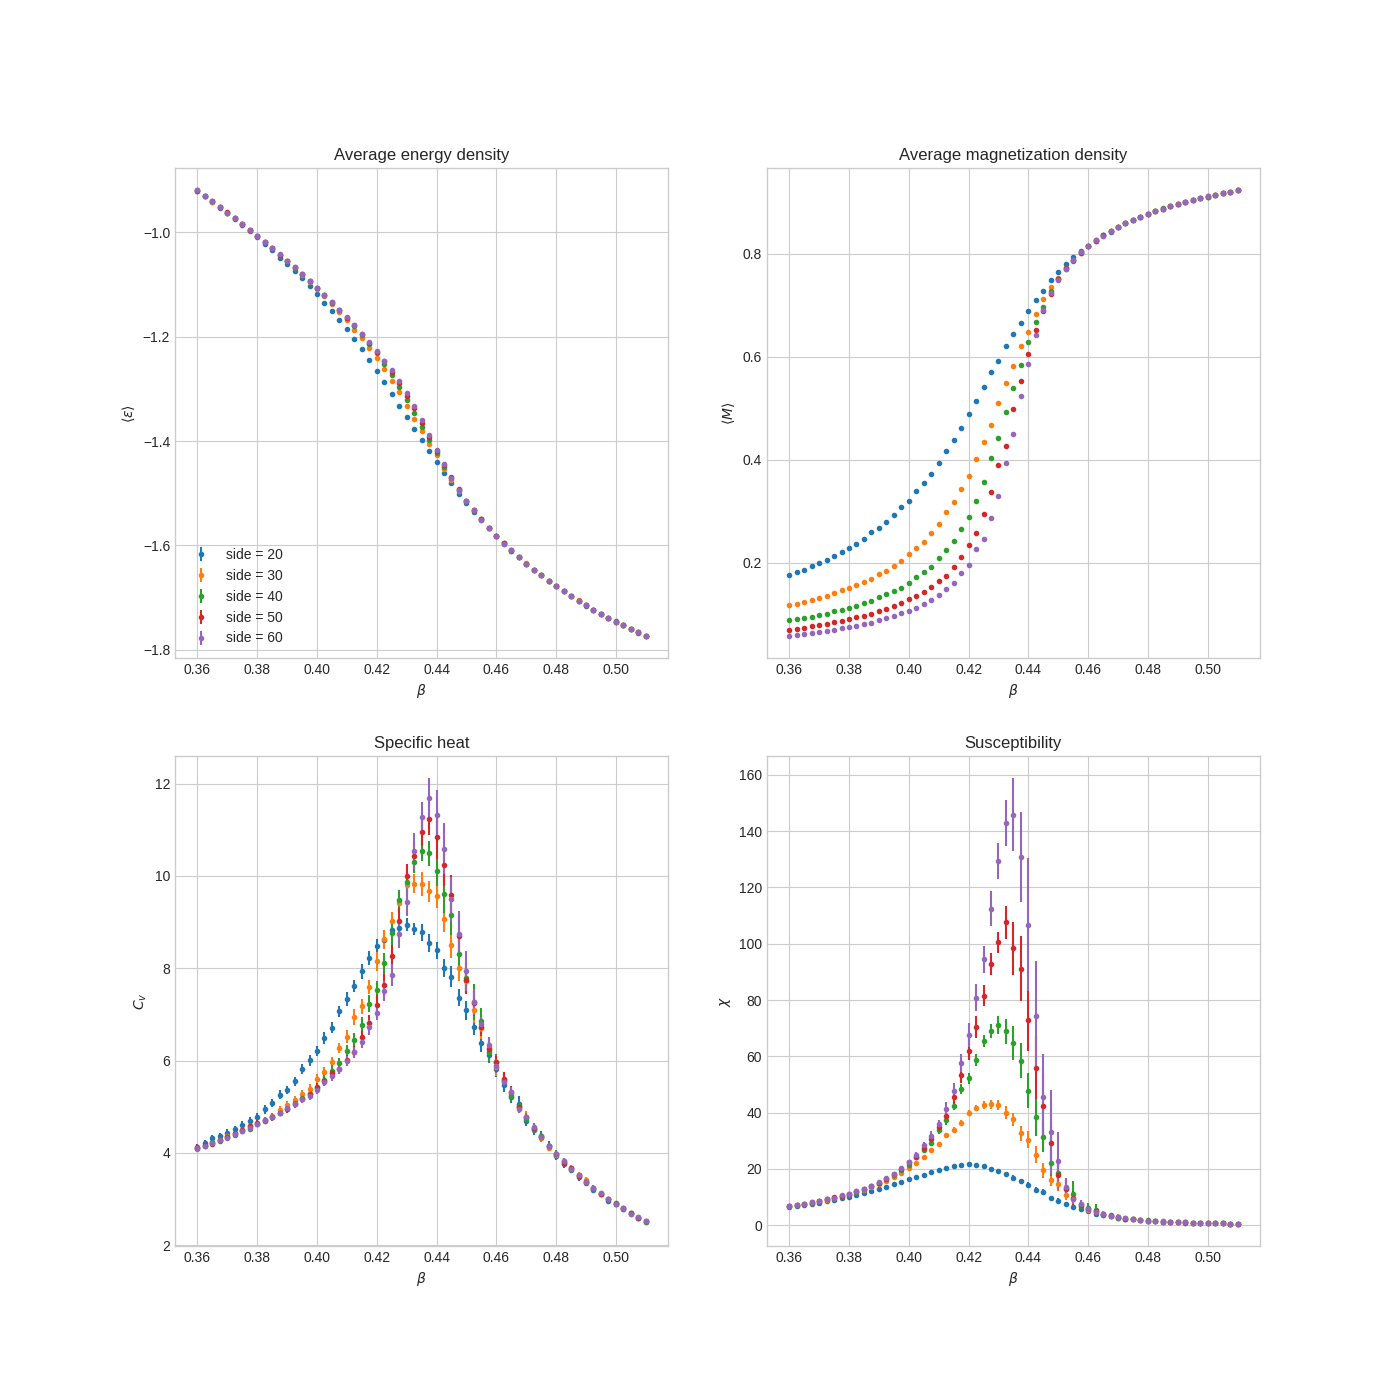 Average energy density
Average magnetization density
−1.0
−1.2
−1.4
−1.6
−1.8
⟨ε⟩
side = 20
side = 30
side = 40
side = 50
side = 60
0.36 0.38 0.40 0.42 0.44 0.46 0.48 0.50
β
0.8
0.6
0.4
0.2
⟨M⟩
0.36 0.38 0.40 0.42 0.44 0.46 0.48 0.50
β
Specific heat
Susceptibility
12
10
8
6
4
2
C_v
0.36 0.38 0.40 0.42 0.44 0.46 0.48 0.50
β
160
140
120
100
80
60
40
20
0
χ
0.36 0.38 0.40 0.42 0.44 0.46 0.48 0.50
β